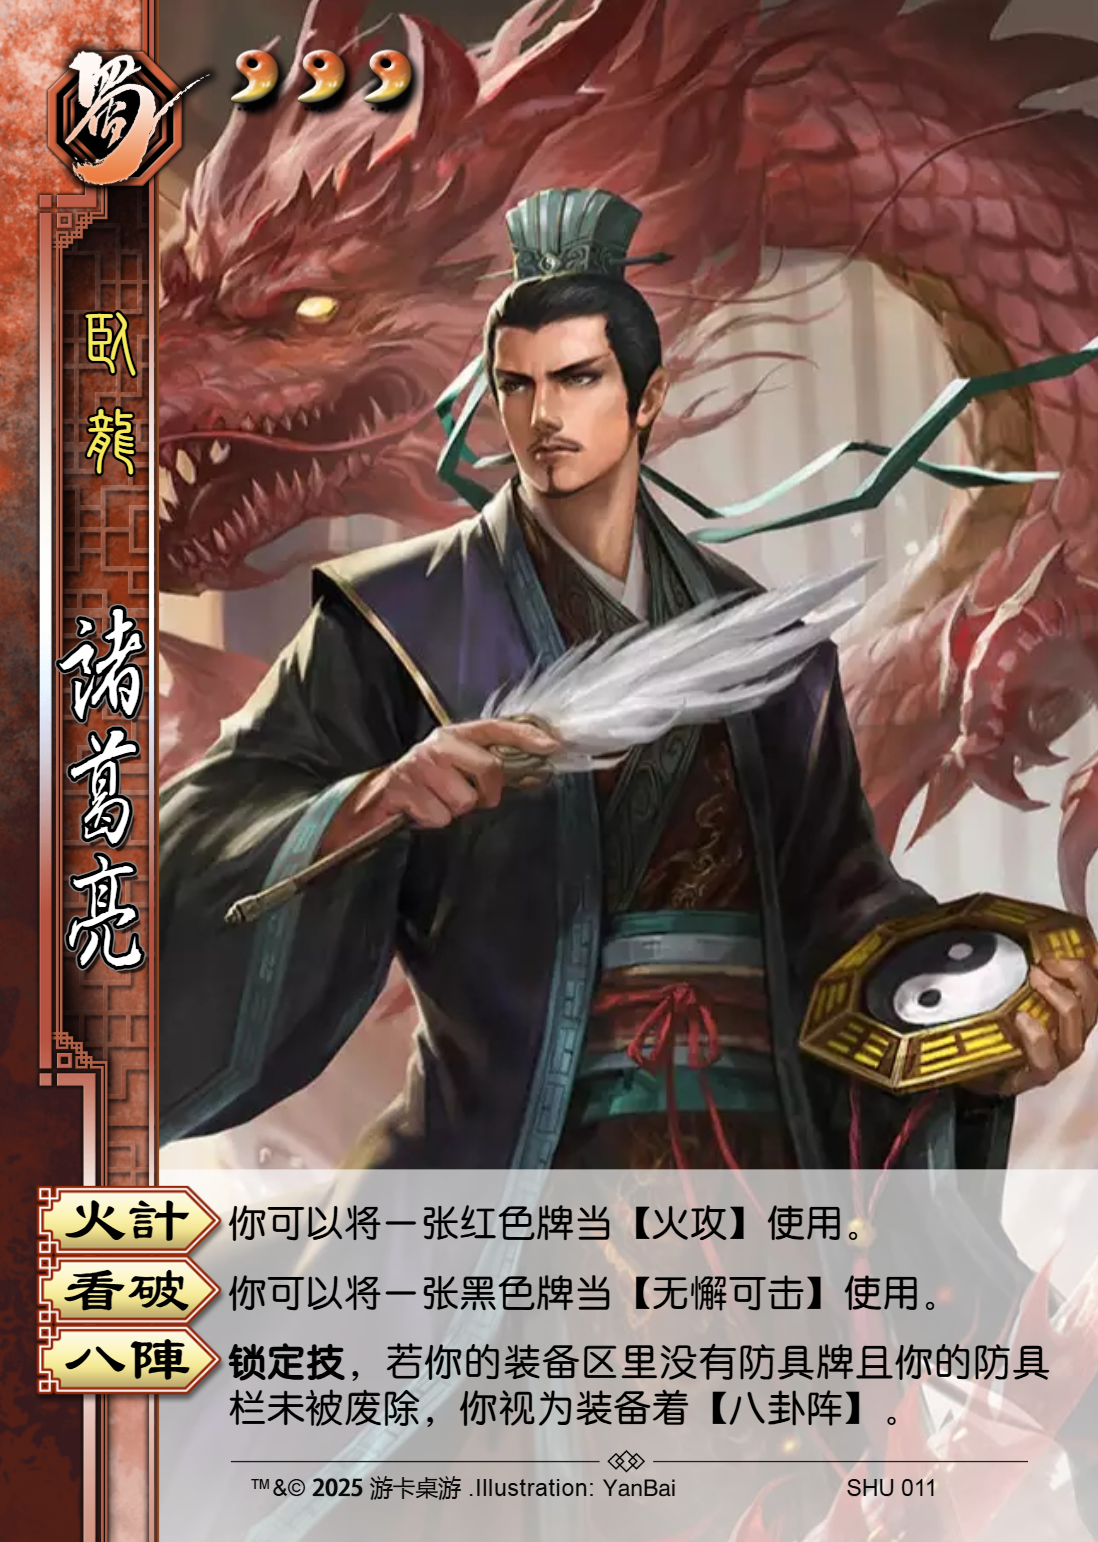 蜀
臥龍
諸葛亮
火計
你可以将一张红色牌当【火攻】使用。
看破
你可以将一张黑色牌当【无懈可击】使用。
八陣
锁定技，若你的装备区里没有防具牌且你的防具
栏未被废除，你视为装备着【八卦阵】。
™&© 2025 游卡桌游 .Illustration: YanBai
SHU 011